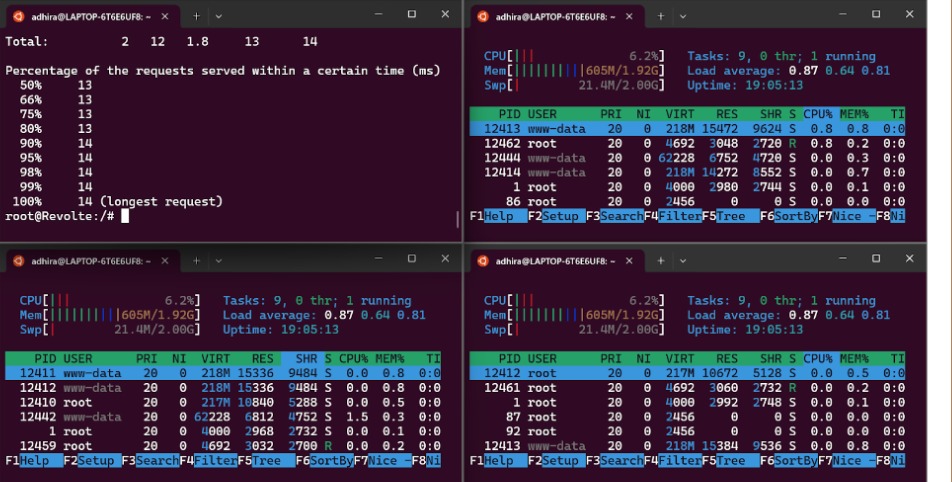 adhira@LAPTOP-6T6E6UF8: ~
Total: 2 12 1.8 13 14
Percentage of the requests served within a certain time (ms)
50% 13
66% 13
75% 13
80% 13
90% 14
95% 14
98% 14
99% 14
100% 14 (longest request)
root@Revolte:/#
adhira@LAPTOP-6T6E6UF8: ~
CPU[||| 6.2%] Tasks: 9, 0 thr; 1 running
Mem[||||||||||605M/1.92G] Load average: 0.87 0.64 0.81
Swp[| 21.4M/2.00G] Uptime: 19:05:13
PID USER PRI NI VIRT RES SHR S CPU% MEM% TI
12413 www-data 20 0 218M 15472 9624 S 0.8 0.8 0:0
12462 root 20 0 4692 3048 2720 R 0.8 0.2 0:0
12444 www-data 20 0 62228 6752 4720 S 0.0 0.3 0:0
12414 www-data 20 0 218M 14272 8552 S 0.0 0.7 0:0
1 root 20 0 4000 2980 2744 S 0.0 0.1 0:0
86 root 20 0 2456 0 0 S 0.0 0.0 0:0
F1Help F2Setup F3SearchF4FilterF5Tree F6SortByF7Nice -F8Ni
adhira@LAPTOP-6T6E6UF8: ~
CPU[||| 6.2%] Tasks: 9, 0 thr; 1 running
Mem[||||||||||605M/1.92G] Load average: 0.87 0.64 0.81
Swp[| 21.4M/2.00G] Uptime: 19:05:13
PID USER PRI NI VIRT RES SHR S CPU% MEM% TI
12411 www-data 20 0 218M 15336 9484 S 0.0 0.8 0:0
12412 www-data 20 0 218M 15336 9484 S 0.0 0.8 0:0
12410 root 20 0 217M 10840 5288 S 0.0 0.5 0:0
12442 www-data 20 0 62228 6812 4752 S 1.5 0.3 0:0
1 root 20 0 4000 2968 2732 S 0.0 0.1 0:0
12459 root 20 0 4692 3032 2700 R 0.0 0.2 0:0
F1Help F2Setup F3SearchF4FilterF5Tree F6SortByF7Nice -F8Ni
adhira@LAPTOP-6T6E6UF8: ~
CPU[||| 6.2%] Tasks: 9, 0 thr; 1 running
Mem[||||||||||605M/1.92G] Load average: 0.87 0.64 0.81
Swp[| 21.4M/2.00G] Uptime: 19:05:13
PID USER PRI NI VIRT RES SHR S CPU% MEM% TI
12412 root 20 0 217M 10672 5128 S 0.0 0.5 0:0
12461 root 20 0 4692 3060 2732 R 0.0 0.2 0:0
1 root 20 0 4000 2992 2748 S 0.0 0.1 0:0
87 root 20 0 2456 0 0 S 0.0 0.0 0:0
92 root 20 0 2456 0 0 S 0.0 0.0 0:0
12413 www-data 20 0 218M 15384 9536 S 0.0 0.8 0:0
F1Help F2Setup F3SearchF4FilterF5Tree F6SortByF7Nice -F8Ni